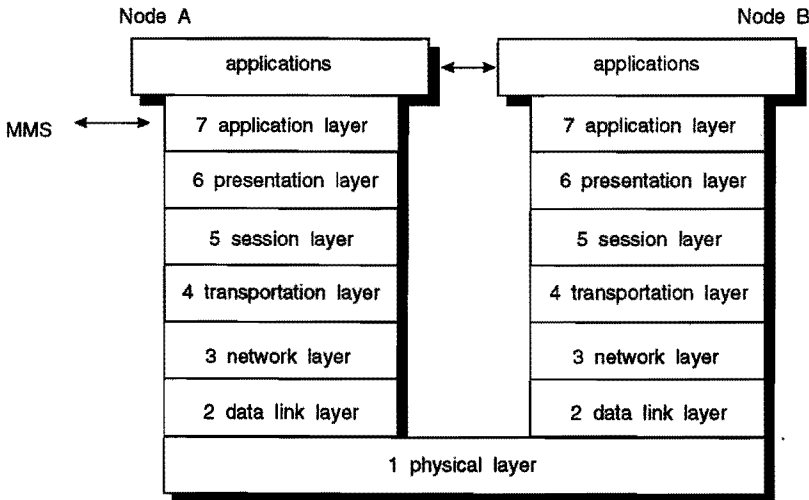 Node A
Node B
applications
applications
MMS
7 application layer
7 application layer
6 presentation layer
6 presentation layer
5 session layer
5 session layer
4 transportation layer
4 transportation layer
3 network layer
3 network layer
2 data link layer
2 data link layer
1 physical layer